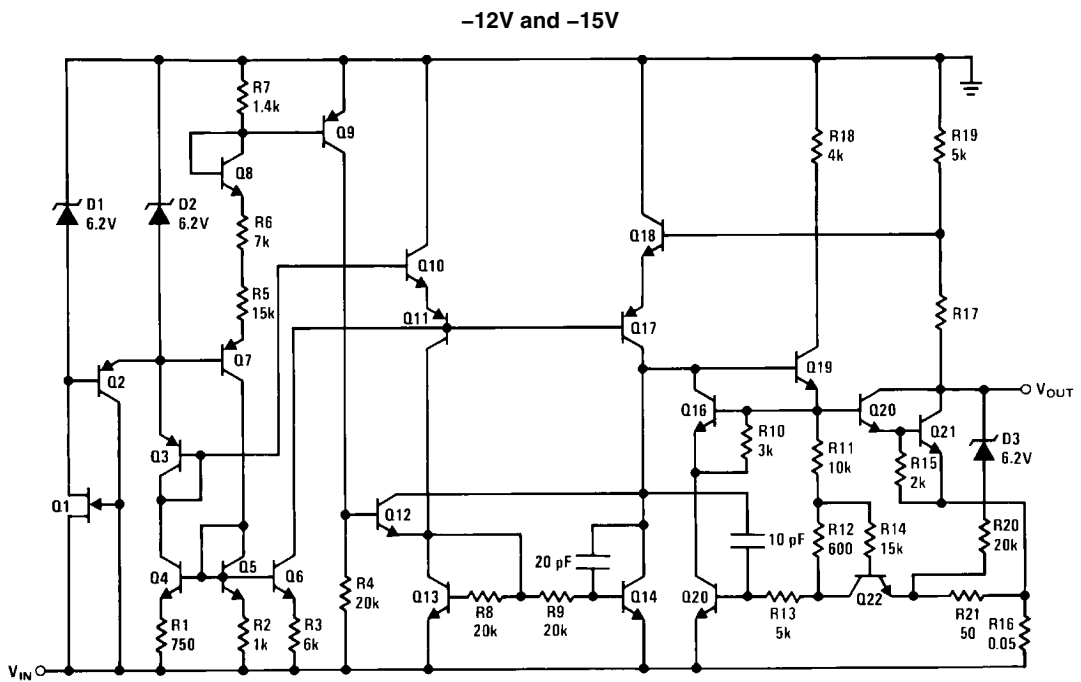 –12V and –15V
R7
1.4k
Q9
R18
4k
R19
5k
Q8
D1
6.2V
D2
6.2V
R6
7k
Q18
Q10
R5
15k
Q11
R17
Q17
Q7
Q19
Q2
VOUT
Q16
Q20
Q21
D3
6.2V
R10
3k
R11
10k
R15
2k
Q3
Q1
Q12
R12
600
R14
15k
R20
20k
20 pF
10 pF
Q4
Q5
Q6
R4
20k
Q13
R8
20k
R9
20k
Q14
Q20
R13
5k
Q22
R21
50
R16
0.05
R1
750
R2
1k
R3
6k
VIN